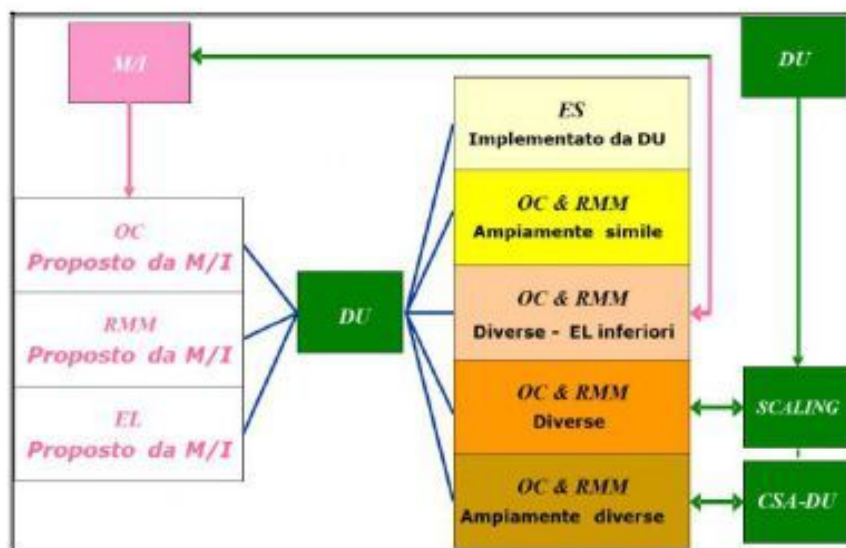 M/I
DU
ES
Implementato da DU
OC & RMM
Ampiamente simile
OC
Proposto da M/I
RMM
Proposto da M/I
EL
Proposto da M/I
DU
OC & RMM
Diverse - EL inferiori
OC & RMM
Diverse
SCALING
OC & RMM
Ampiamente diverse
CSA-DU